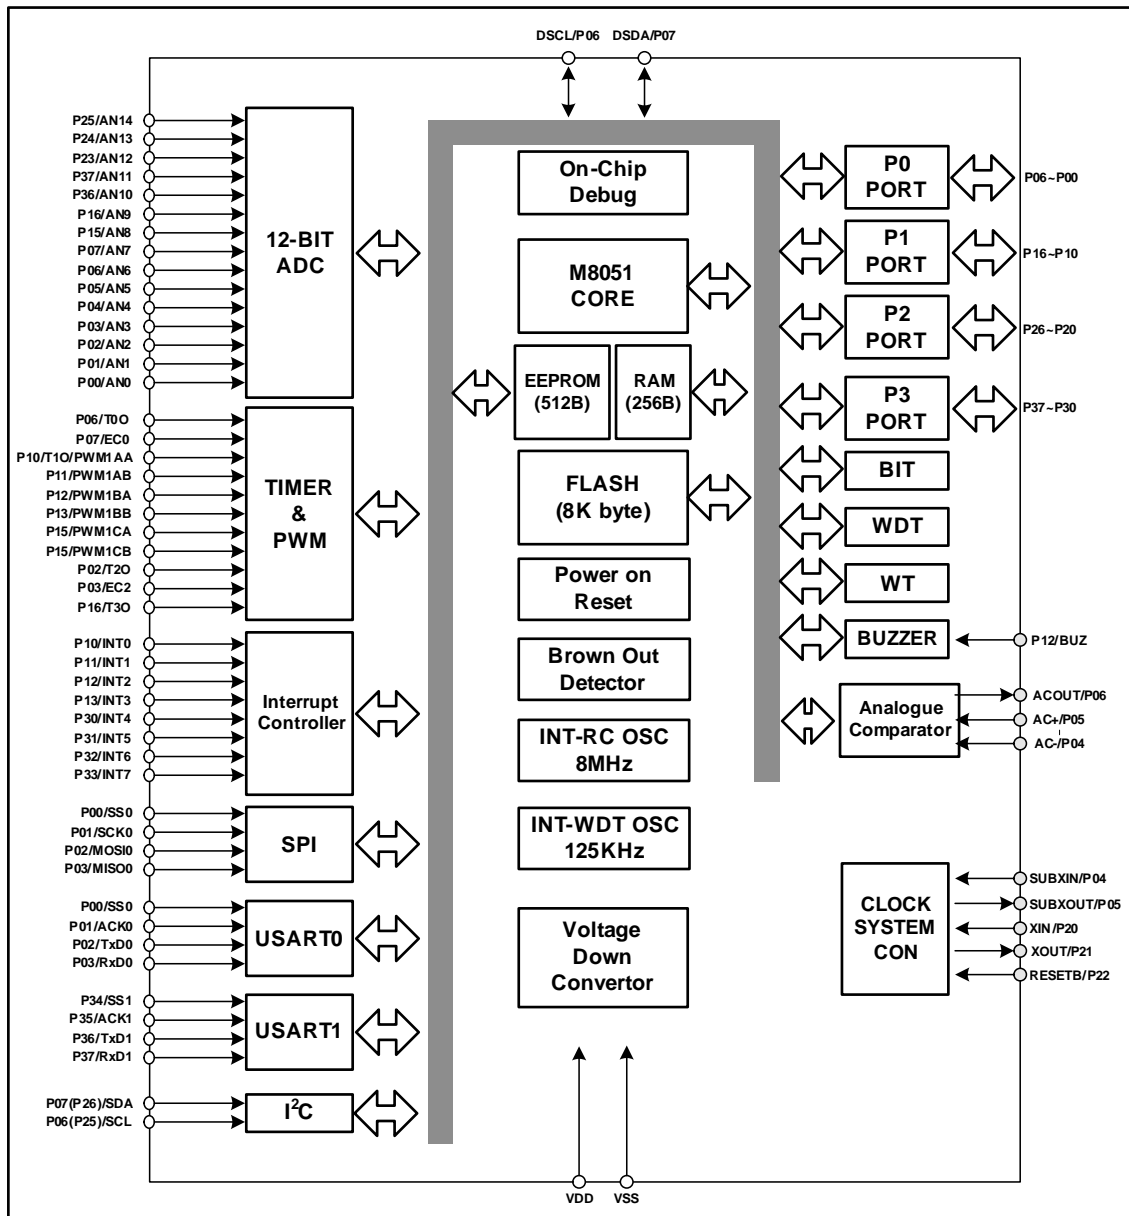 DSCL/P06 DSDA/P07
P25/AN14
P24/AN13
P23/AN12
P37/AN11
P36/AN10
P16/AN9
P15/AN8
P07/AN7
P06/AN6
P05/AN5
P04/AN4
P03/AN3
P02/AN2
P01/AN1
P00/AN0
12-BIT
ADC
P06/T0O
P07/EC0
P10/T1O/PWM1AA
P11/PWM1AB
P12/PWM1BA
P13/PWM1BB
P15/PWM1CA
P15/PWM1CB
P02/T2O
P03/EC2
P16/T3O
TIMER
&
PWM
P10/INT0
P11/INT1
P12/INT2
P13/INT3
P30/INT4
P31/INT5
P32/INT6
P33/INT7
Interrupt
Controller
P00/SS0
P01/SCK0
P02/MOSI0
P03/MISO0
SPI
P00/SS0
P01/ACK0
P02/TxD0
P03/RxD0
USART0
P34/SS1
P35/ACK1
P36/TxD1
P37/RxD1
USART1
P07(P26)/SDA
P06(P25)/SCL
I2C
On-Chip
Debug
M8051
CORE
EEPROM
(512B)
RAM
(256B)
FLASH
(8K byte)
Power on
Reset
Brown Out
Detector
INT-RC OSC
8MHz
INT-WDT OSC
125KHz
Voltage
Down
Convertor
VDD VSS
P0
PORT
P06~P00
P1
PORT
P16~P10
P2
PORT
P26~P20
P3
PORT
P37~P30
BIT
WDT
WT
BUZZER
P12/BUZ
Analogue
Comparator
ACOUT/P06
AC+/P05
AC-/P04
CLOCK
SYSTEM
CON
SUBXIN/P04
SUBXOUT/P05
XIN/P20
XOUT/P21
RESETB/P22